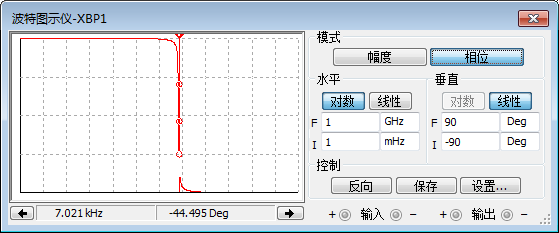 波特图示仪-XBP1
模式
幅度 相位
水平 垂直
对数 线性 对数 线性
F 1 GHz F 90 Deg
I 1 mHz I -90 Deg
控制
反向 保存 设置...
7.021 kHz -44.495 Deg + 输入 - + 输出 -